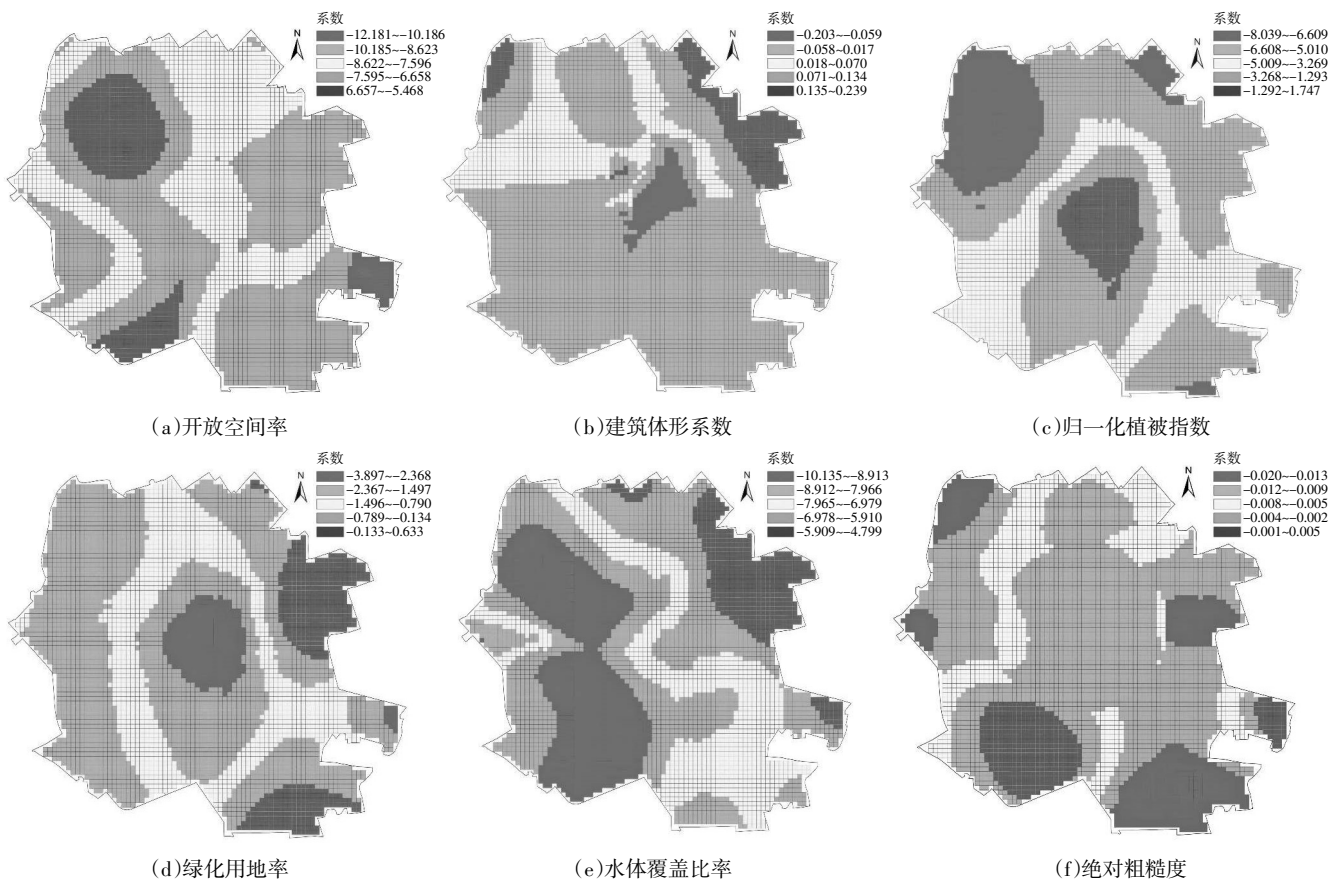 系数
N
-12.181~-10.186
-10.185~-8.623
-8.622~-7.596
-7.595~-6.658
6.657~-5.468
(a)开放空间率
系数
N
-0.203~-0.059
-0.058~0.017
0.018~0.070
0.071~0.134
0.135~0.239
(b)建筑体形系数
系数
N
-8.039~-6.609
-6.608~-5.010
-5.009~-3.269
-3.268~-1.293
-1.292~1.747
(c)归一化植被指数
系数
N
-3.897~-2.368
-2.367~-1.497
-1.496~-0.790
-0.789~-0.134
-0.133~0.633
(d)绿化用地率
系数
N
-10.135~-8.913
-8.912~-7.966
-7.965~-6.979
-6.978~-5.910
-5.909~-4.799
(e)水体覆盖比率
系数
N
-0.020~-0.013
-0.012~-0.009
-0.008~-0.005
-0.004~-0.002
-0.001~0.005
(f)绝对粗糙度